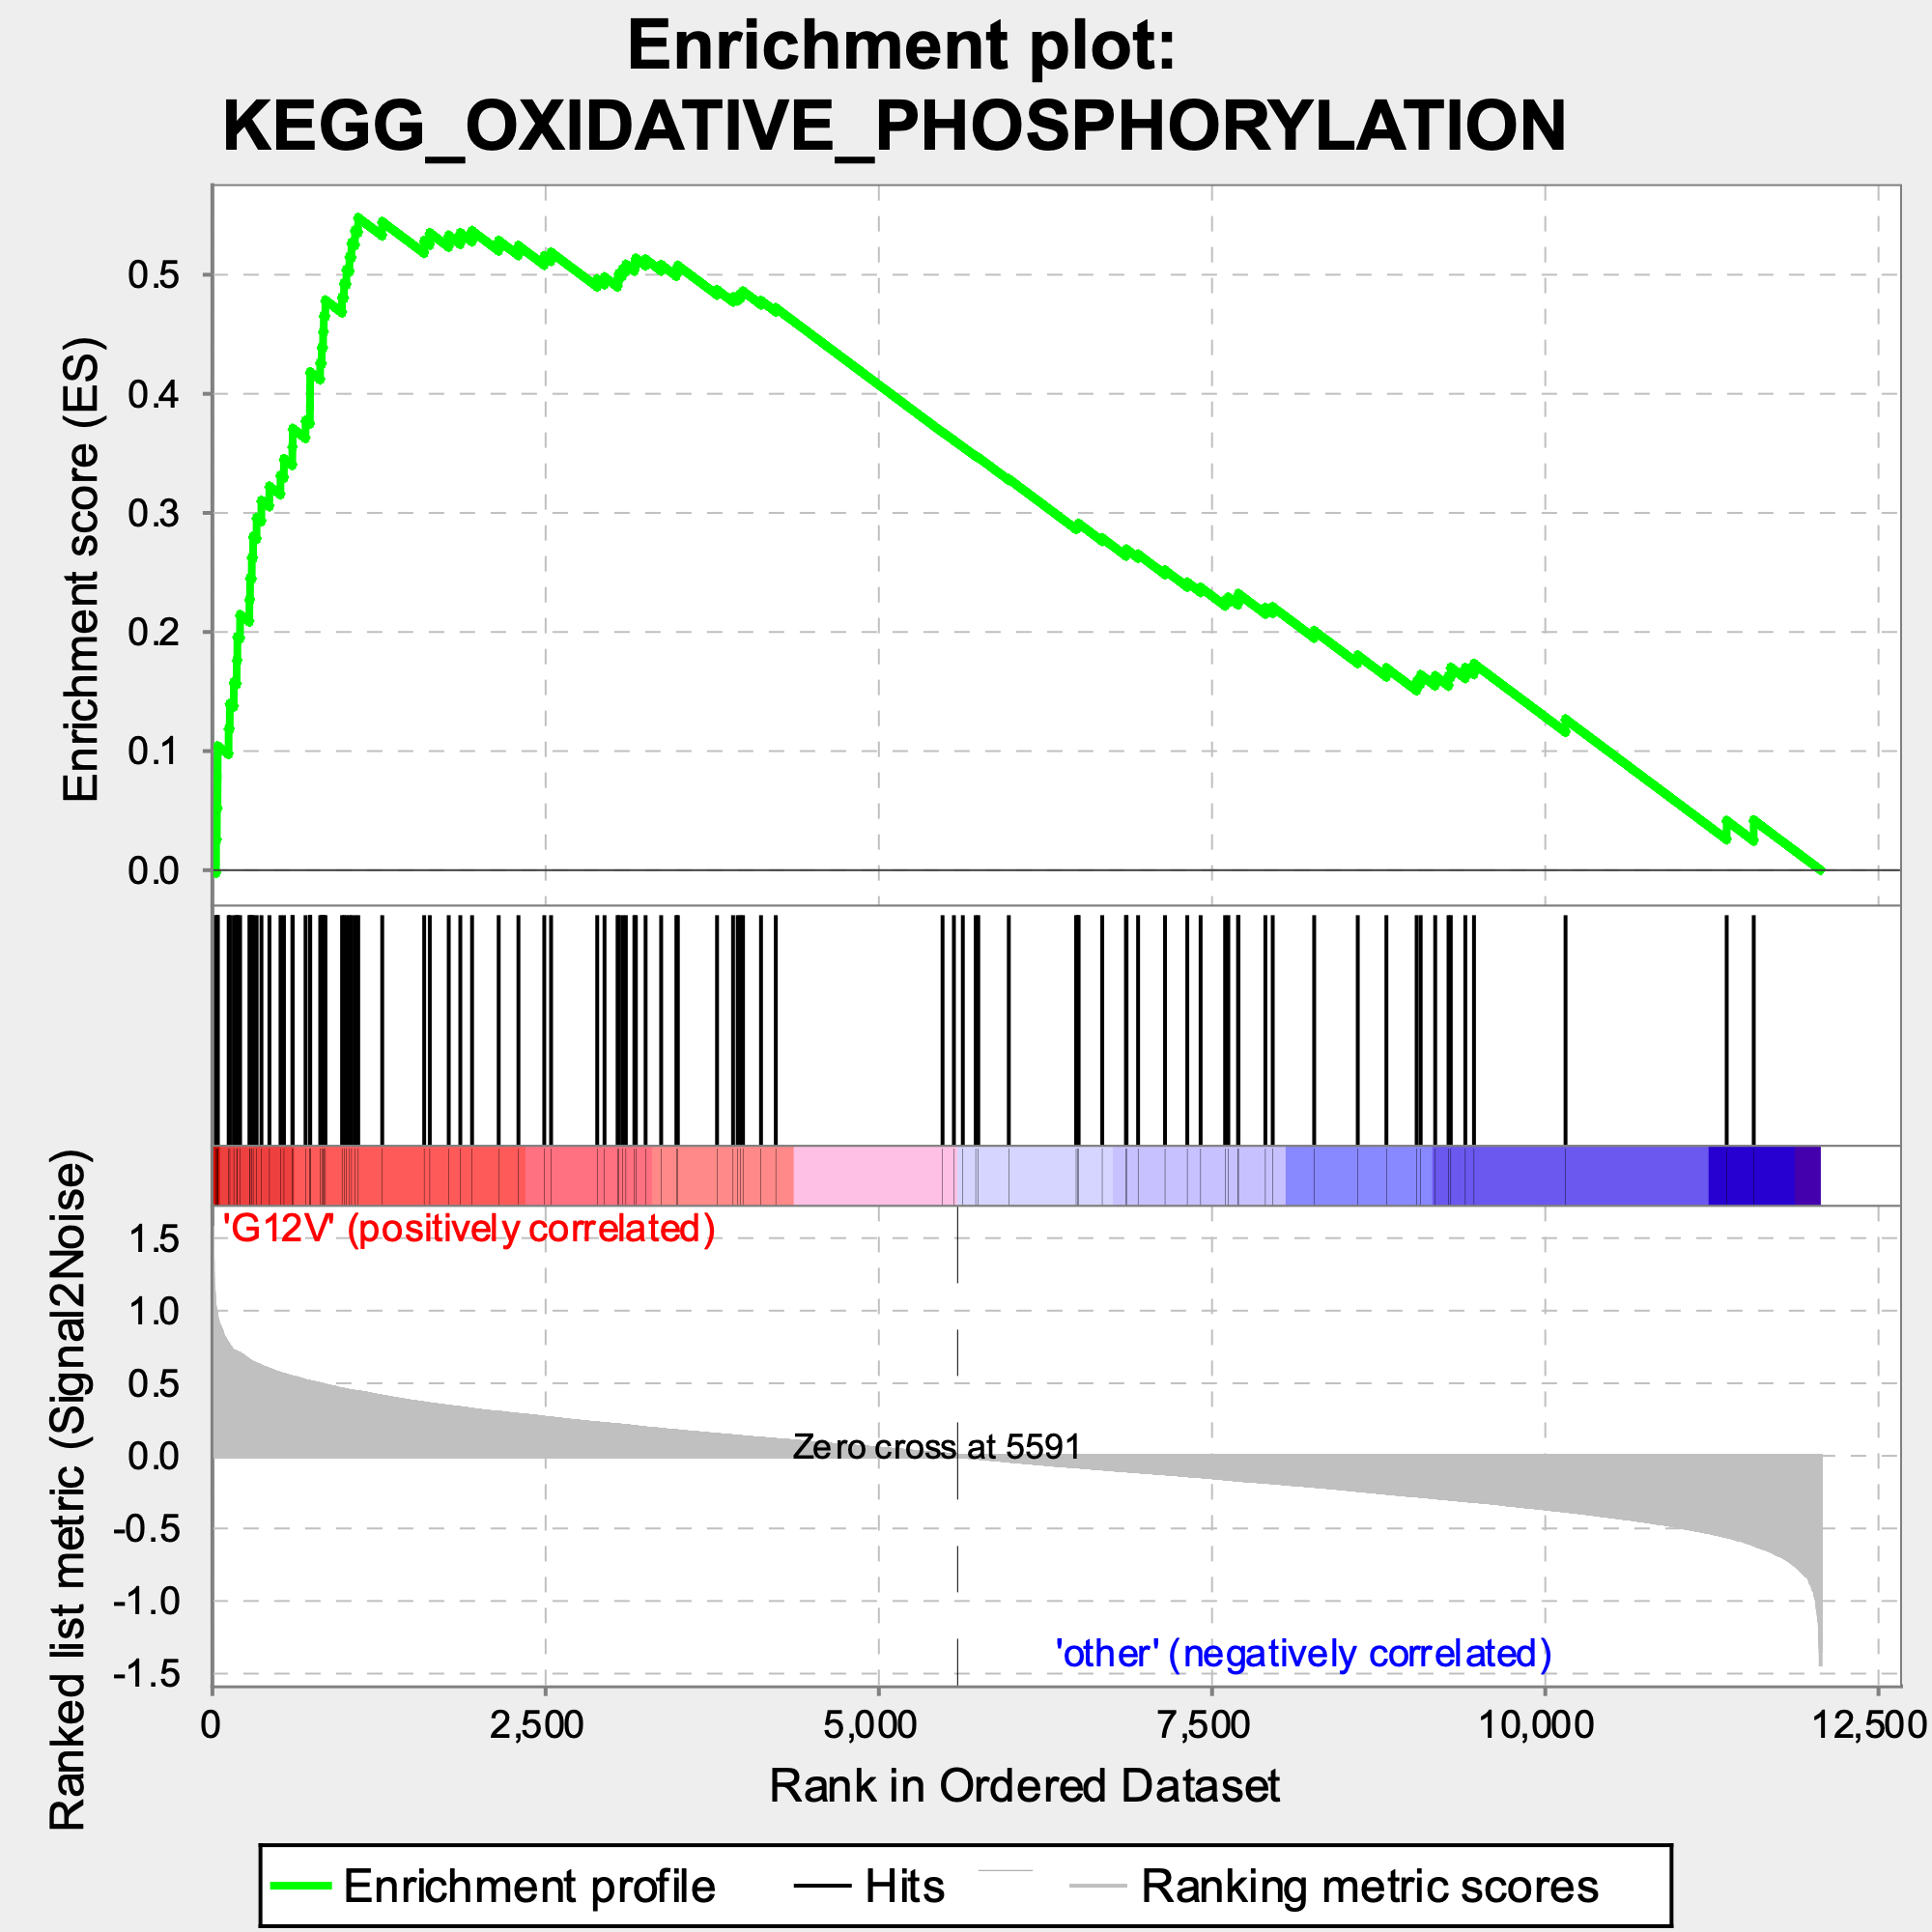 Enrichment plot:
KEGG_OXIDATIVE_PHOSPHORYLATION
Enrichment score (ES)
0.5
0.4
0.3
0.2
0.1
0.0
'G12V' (positively correlated)
Ranked list metric (Signal2Noise)
1.5
1.0
0.5
0.0
-0.5
-1.0
-1.5
Zero cross at 5591
'other' (negatively correlated)
0 2,500 5,000 7,500 10,000 12,500
Rank in Ordered Dataset
Enrichment profile Hits Ranking metric scores